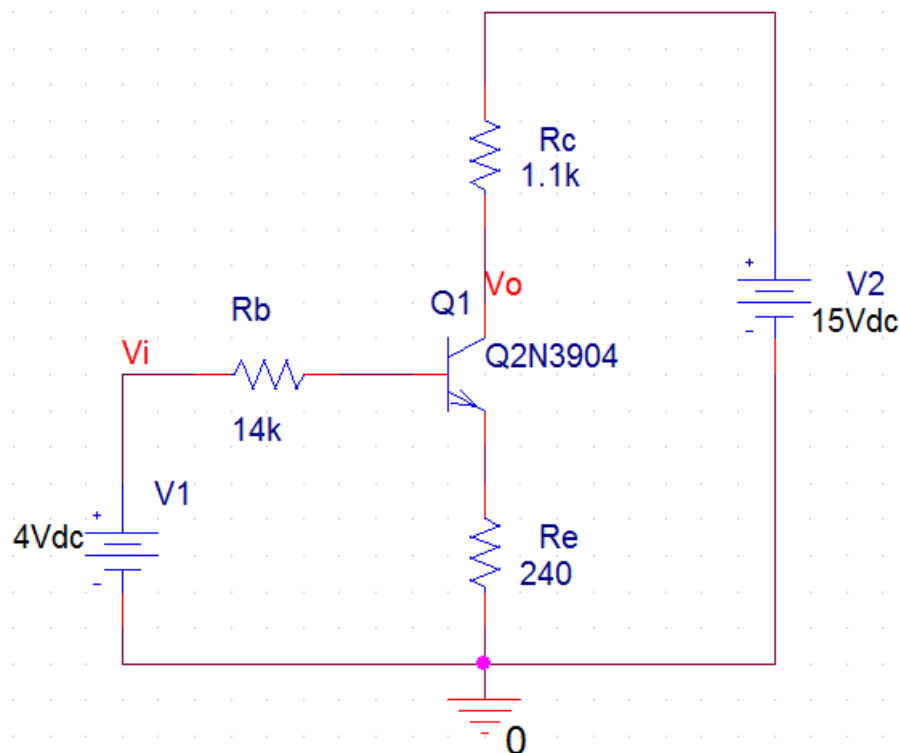 Rc
1.1k
Vo
Q1
V2
Rb
15Vdc
Vi
Q2N3904
14k
V1
4Vdc
Re
240
0